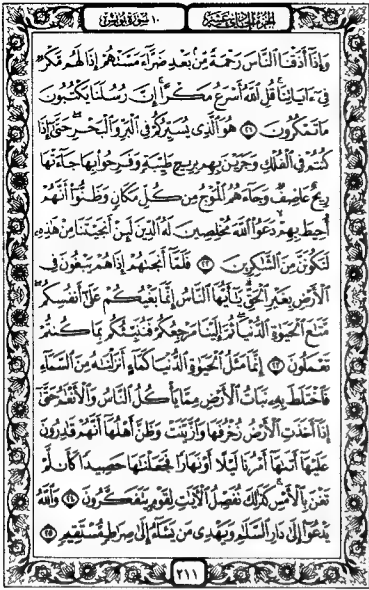 الجزء الحادي عشر ١٠ سورة يونس
وَإِذَآ أَذَقْنَا ٱلنَّاسَ رَحْمَةً مِّنۢ بَعْدِ ضَرَّآءَ مَسَّتْهُمْ إِذَا لَهُم مَّكْرٌ
فِىٓ ءَايَاتِنَا ۚ قُلِ ٱللَّهُ أَسْرَعُ مَكْرًا ۚ إِنَّ رُسُلَنَا يَكْتُبُونَ
مَا تَمْكُرُونَ ٢١ هُوَ ٱلَّذِى يُسَيِّرُكُمْ فِى ٱلْبَرِّ وَٱلْبَحْرِ ۖ حَتَّىٰٓ إِذَا
كُنتُمْ فِى ٱلْفُلْكِ وَجَرَيْنَ بِهِم بِرِيحٍ طَيِّبَةٍ وَفَرِحُوا۟ بِهَا جَآءَتْهَا
رِيحٌ عَاصِفٌ وَجَآءَهُمُ ٱلْمَوْجُ مِن كُلِّ مَكَانٍ وَظَنُّوٓا۟ أَنَّهُمْ
أُحِيطَ بِهِمْ ۙ دَعَوُا۟ ٱللَّهَ مُخْلِصِينَ لَهُ ٱلدِّينَ لَئِنْ أَنجَيْتَنَا مِنْ هَٰذِهِۦ
لَنَكُونَنَّ مِنَ ٱلشَّٰكِرِينَ ٢٢ فَلَمَّآ أَنجَىٰهُمْ إِذَا هُمْ يَبْغُونَ فِى
ٱلْأَرْضِ بِغَيْرِ ٱلْحَقِّ ۗ يَٰٓأَيُّهَا ٱلنَّاسُ إِنَّمَا بَغْيُكُمْ عَلَىٰٓ أَنفُسِكُم ۖ
مَّتَٰعَ ٱلْحَيَوٰةِ ٱلدُّنْيَا ۖ ثُمَّ إِلَيْنَا مَرْجِعُكُمْ فَنُنَبِّئُكُم بِمَا كُنتُمْ
تَعْمَلُونَ ٢٣ إِنَّمَا مَثَلُ ٱلْحَيَوٰةِ ٱلدُّنْيَا كَمَآءٍ أَنزَلْنَٰهُ مِنَ ٱلسَّمَآءِ
فَٱخْتَلَطَ بِهِۦ نَبَاتُ ٱلْأَرْضِ مِمَّا يَأْكُلُ ٱلنَّاسُ وَٱلْأَنْعَٰمُ حَتَّىٰٓ
إِذَآ أَخَذَتِ ٱلْأَرْضُ زُخْرُفَهَا وَٱزَّيَّنَتْ وَظَنَّ أَهْلُهَآ أَنَّهُمْ قَٰدِرُونَ
عَلَيْهَآ أَتَىٰهَآ أَمْرُنَا لَيْلًا أَوْ نَهَارًا فَجَعَلْنَٰهَا حَصِيدًا كَأَن لَّمْ
تَغْنَ بِٱلْأَمْسِ ۚ كَذَٰلِكَ نُفَصِّلُ ٱلْءَايَٰتِ لِقَوْمٍ يَتَفَكَّرُونَ ٢٤ وَٱللَّهُ
يَدْعُوٓا۟ إِلَىٰ دَارِ ٱلسَّلَٰمِ وَيَهْدِى مَن يَشَآءُ إِلَىٰ صِرَٰطٍ مُّسْتَقِيمٍ ٢٥
٢١١